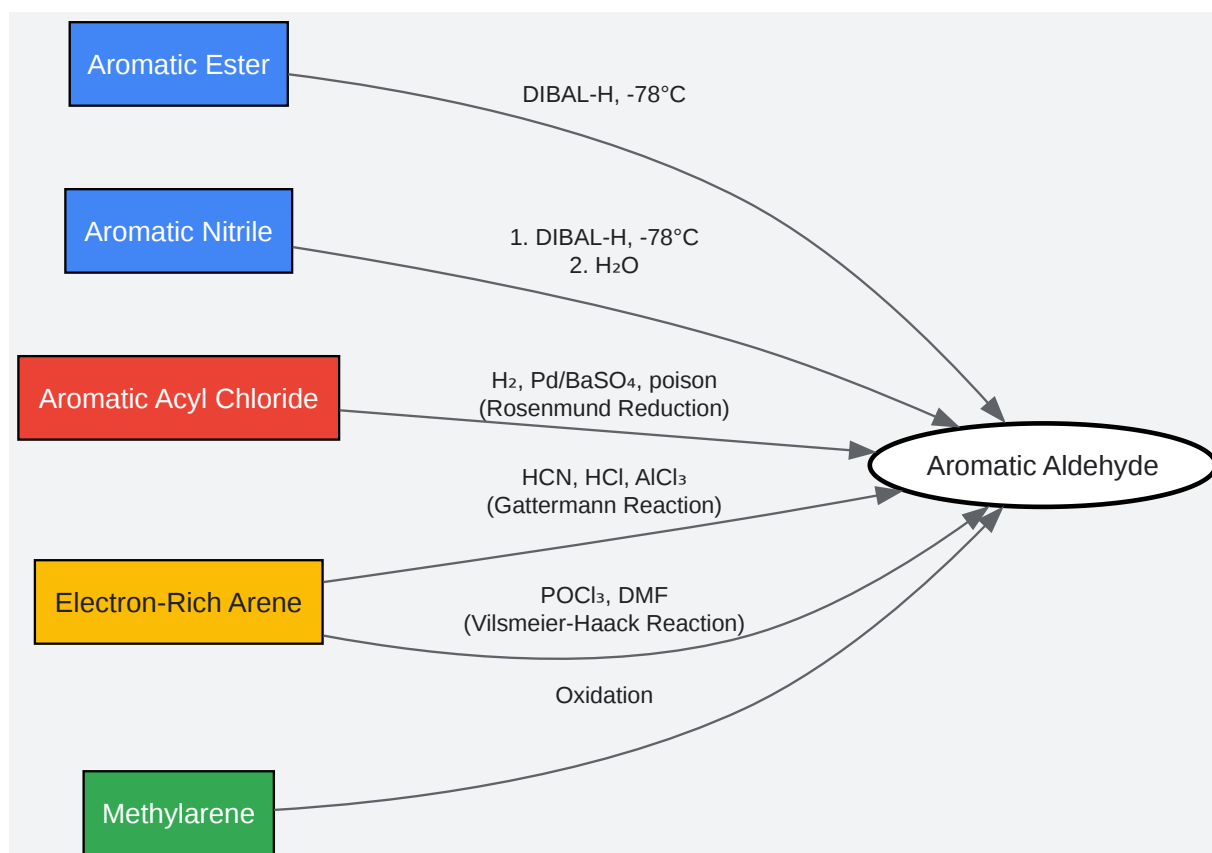 Aromatic Ester
DIBAL-H, -78°C
Aromatic Nitrile
1. DIBAL-H, -78°C
2. H₂O
Aromatic Acyl Chloride
H₂, Pd/BaSO₄, poison
(Rosenmund Reduction)
Aromatic Aldehyde
HCN, HCl, AlCl₃
(Gattermann Reaction)
Electron-Rich Arene
POCl₃, DMF
(Vilsmeier-Haack Reaction)
Oxidation
Methylarene